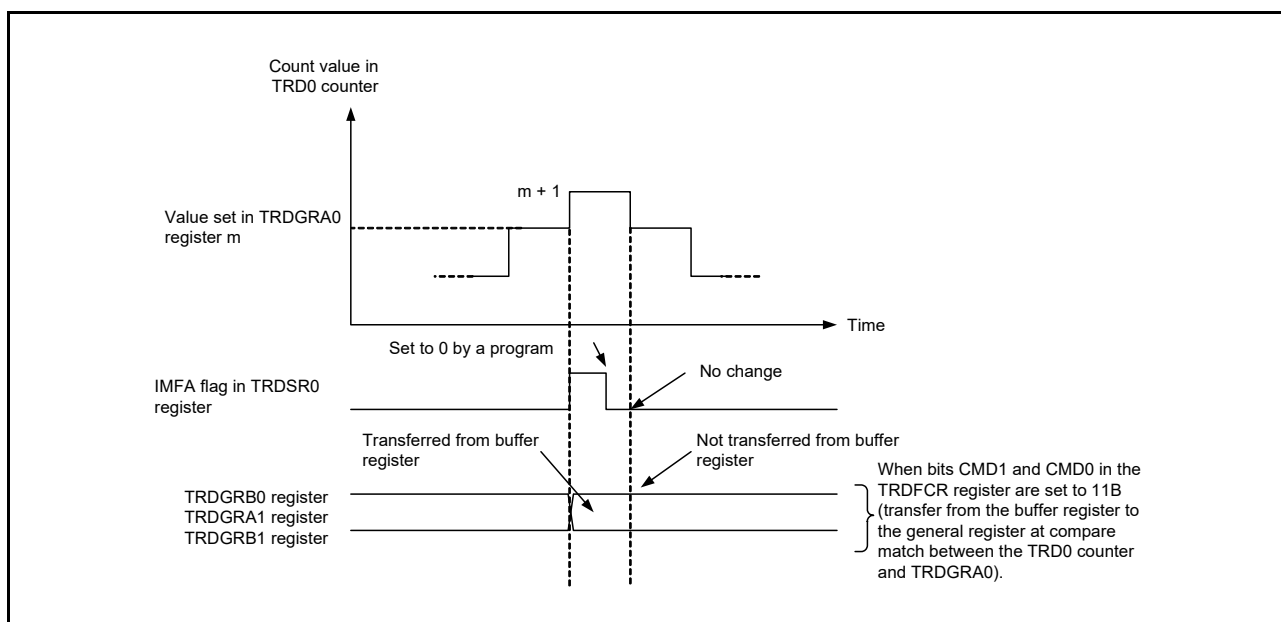 Count value in
TRD0 counter
m + 1
Value set in TRDGRA0
register m
Time
Set to 0 by a program
No change
IMFA flag in TRDSR0
register
Transferred from buffer
register
Not transferred from buffer
register
When bits CMD1 and CMD0 in the
TRDFCR register are set to 11B
(transfer from the buffer register to
the general register at compare
match between the TRD0 counter
and TRDGRA0).
TRDGRB0 register
TRDGRA1 register
TRDGRB1 register